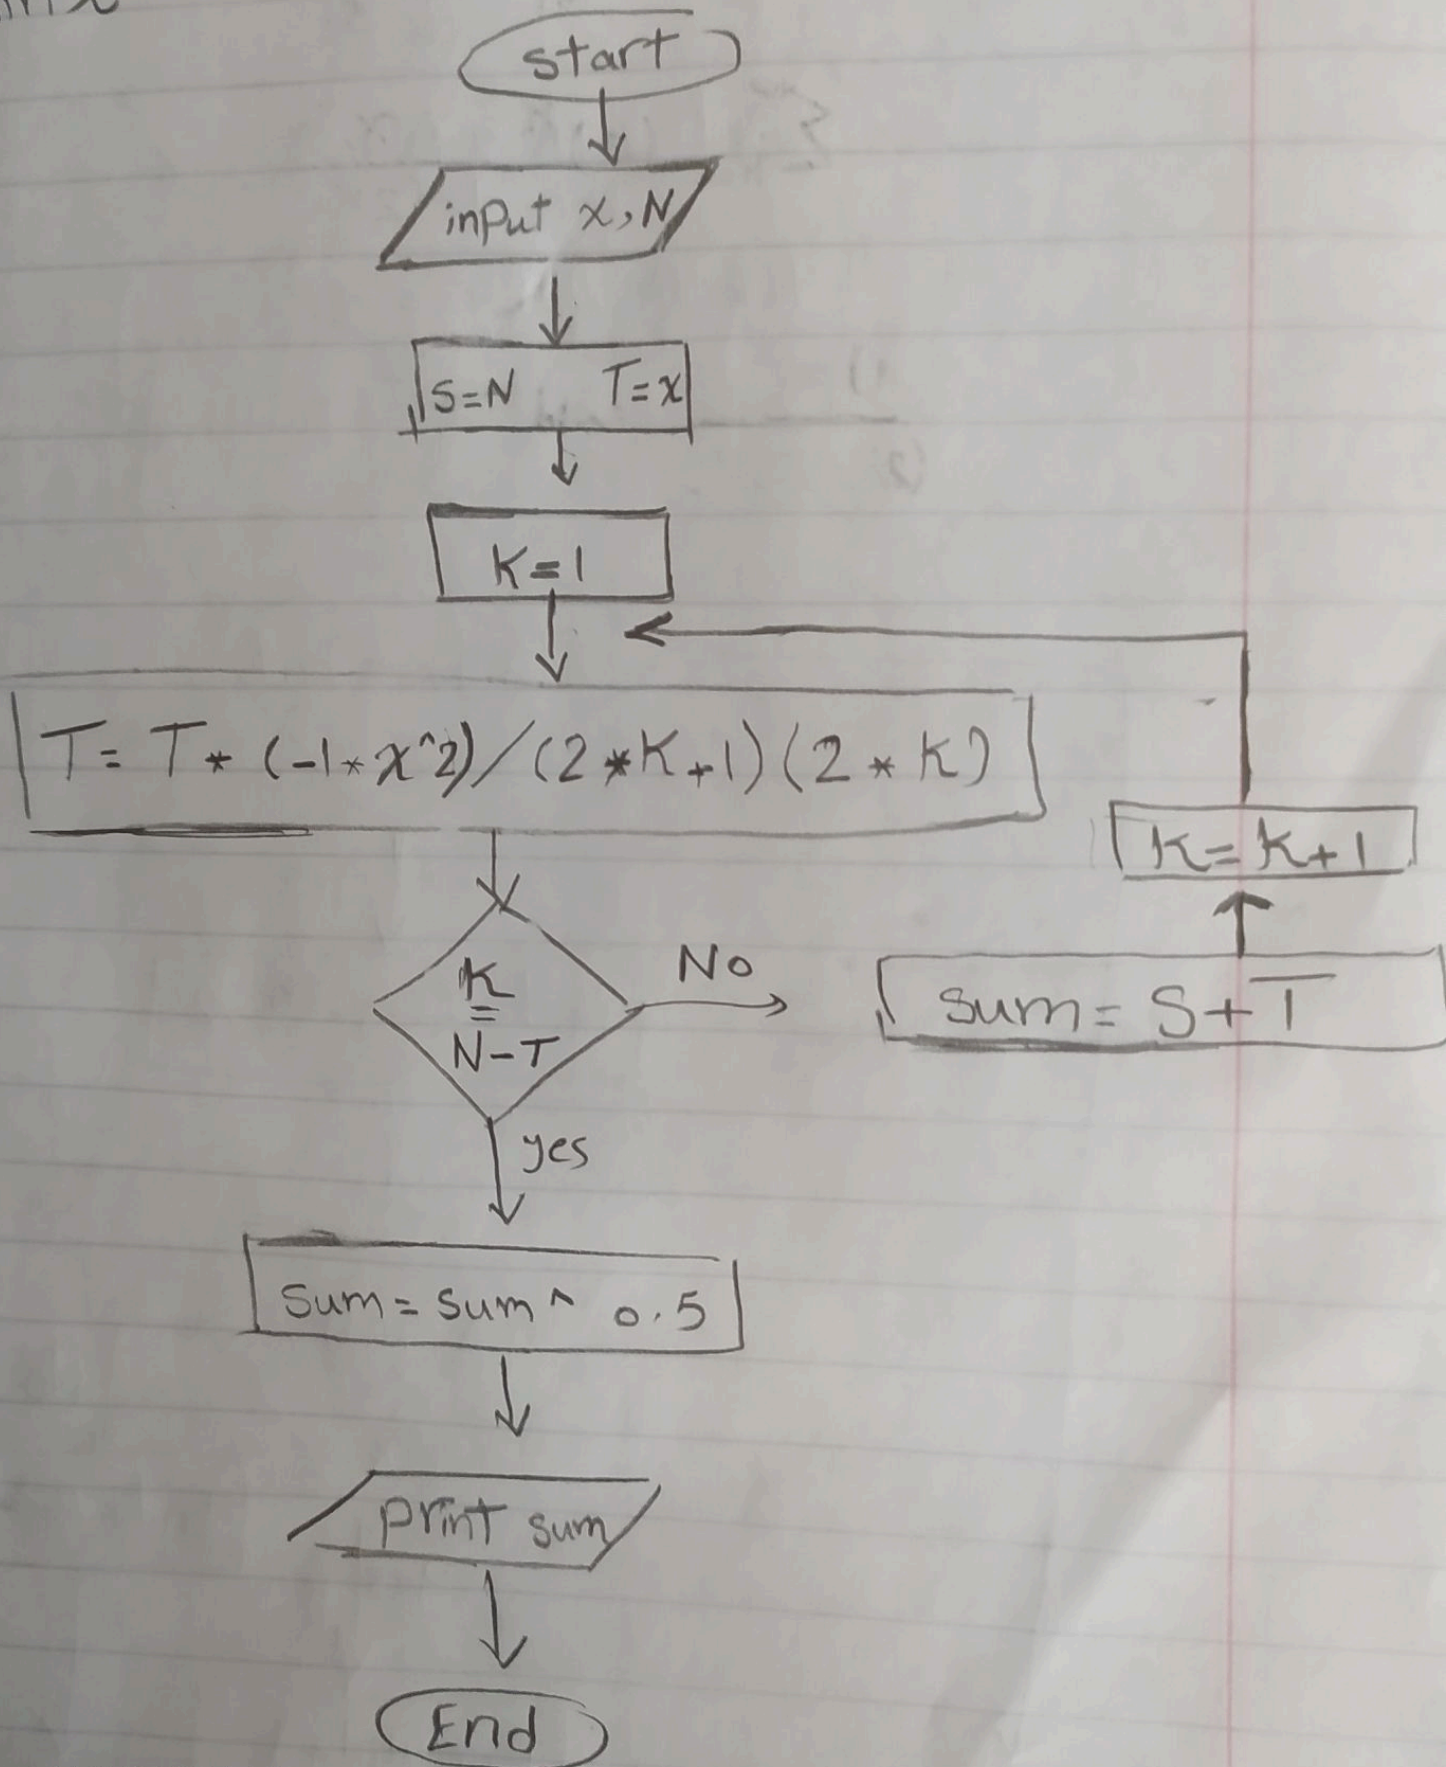 start
input x, N
S=N T=x
K=1
T= T* (-1*x^2)/(2*K+1)(2*K)
K=K+1
K
=
N-T
No
Sum= S+T
yes
Sum= Sum^ 0.5
print sum
End